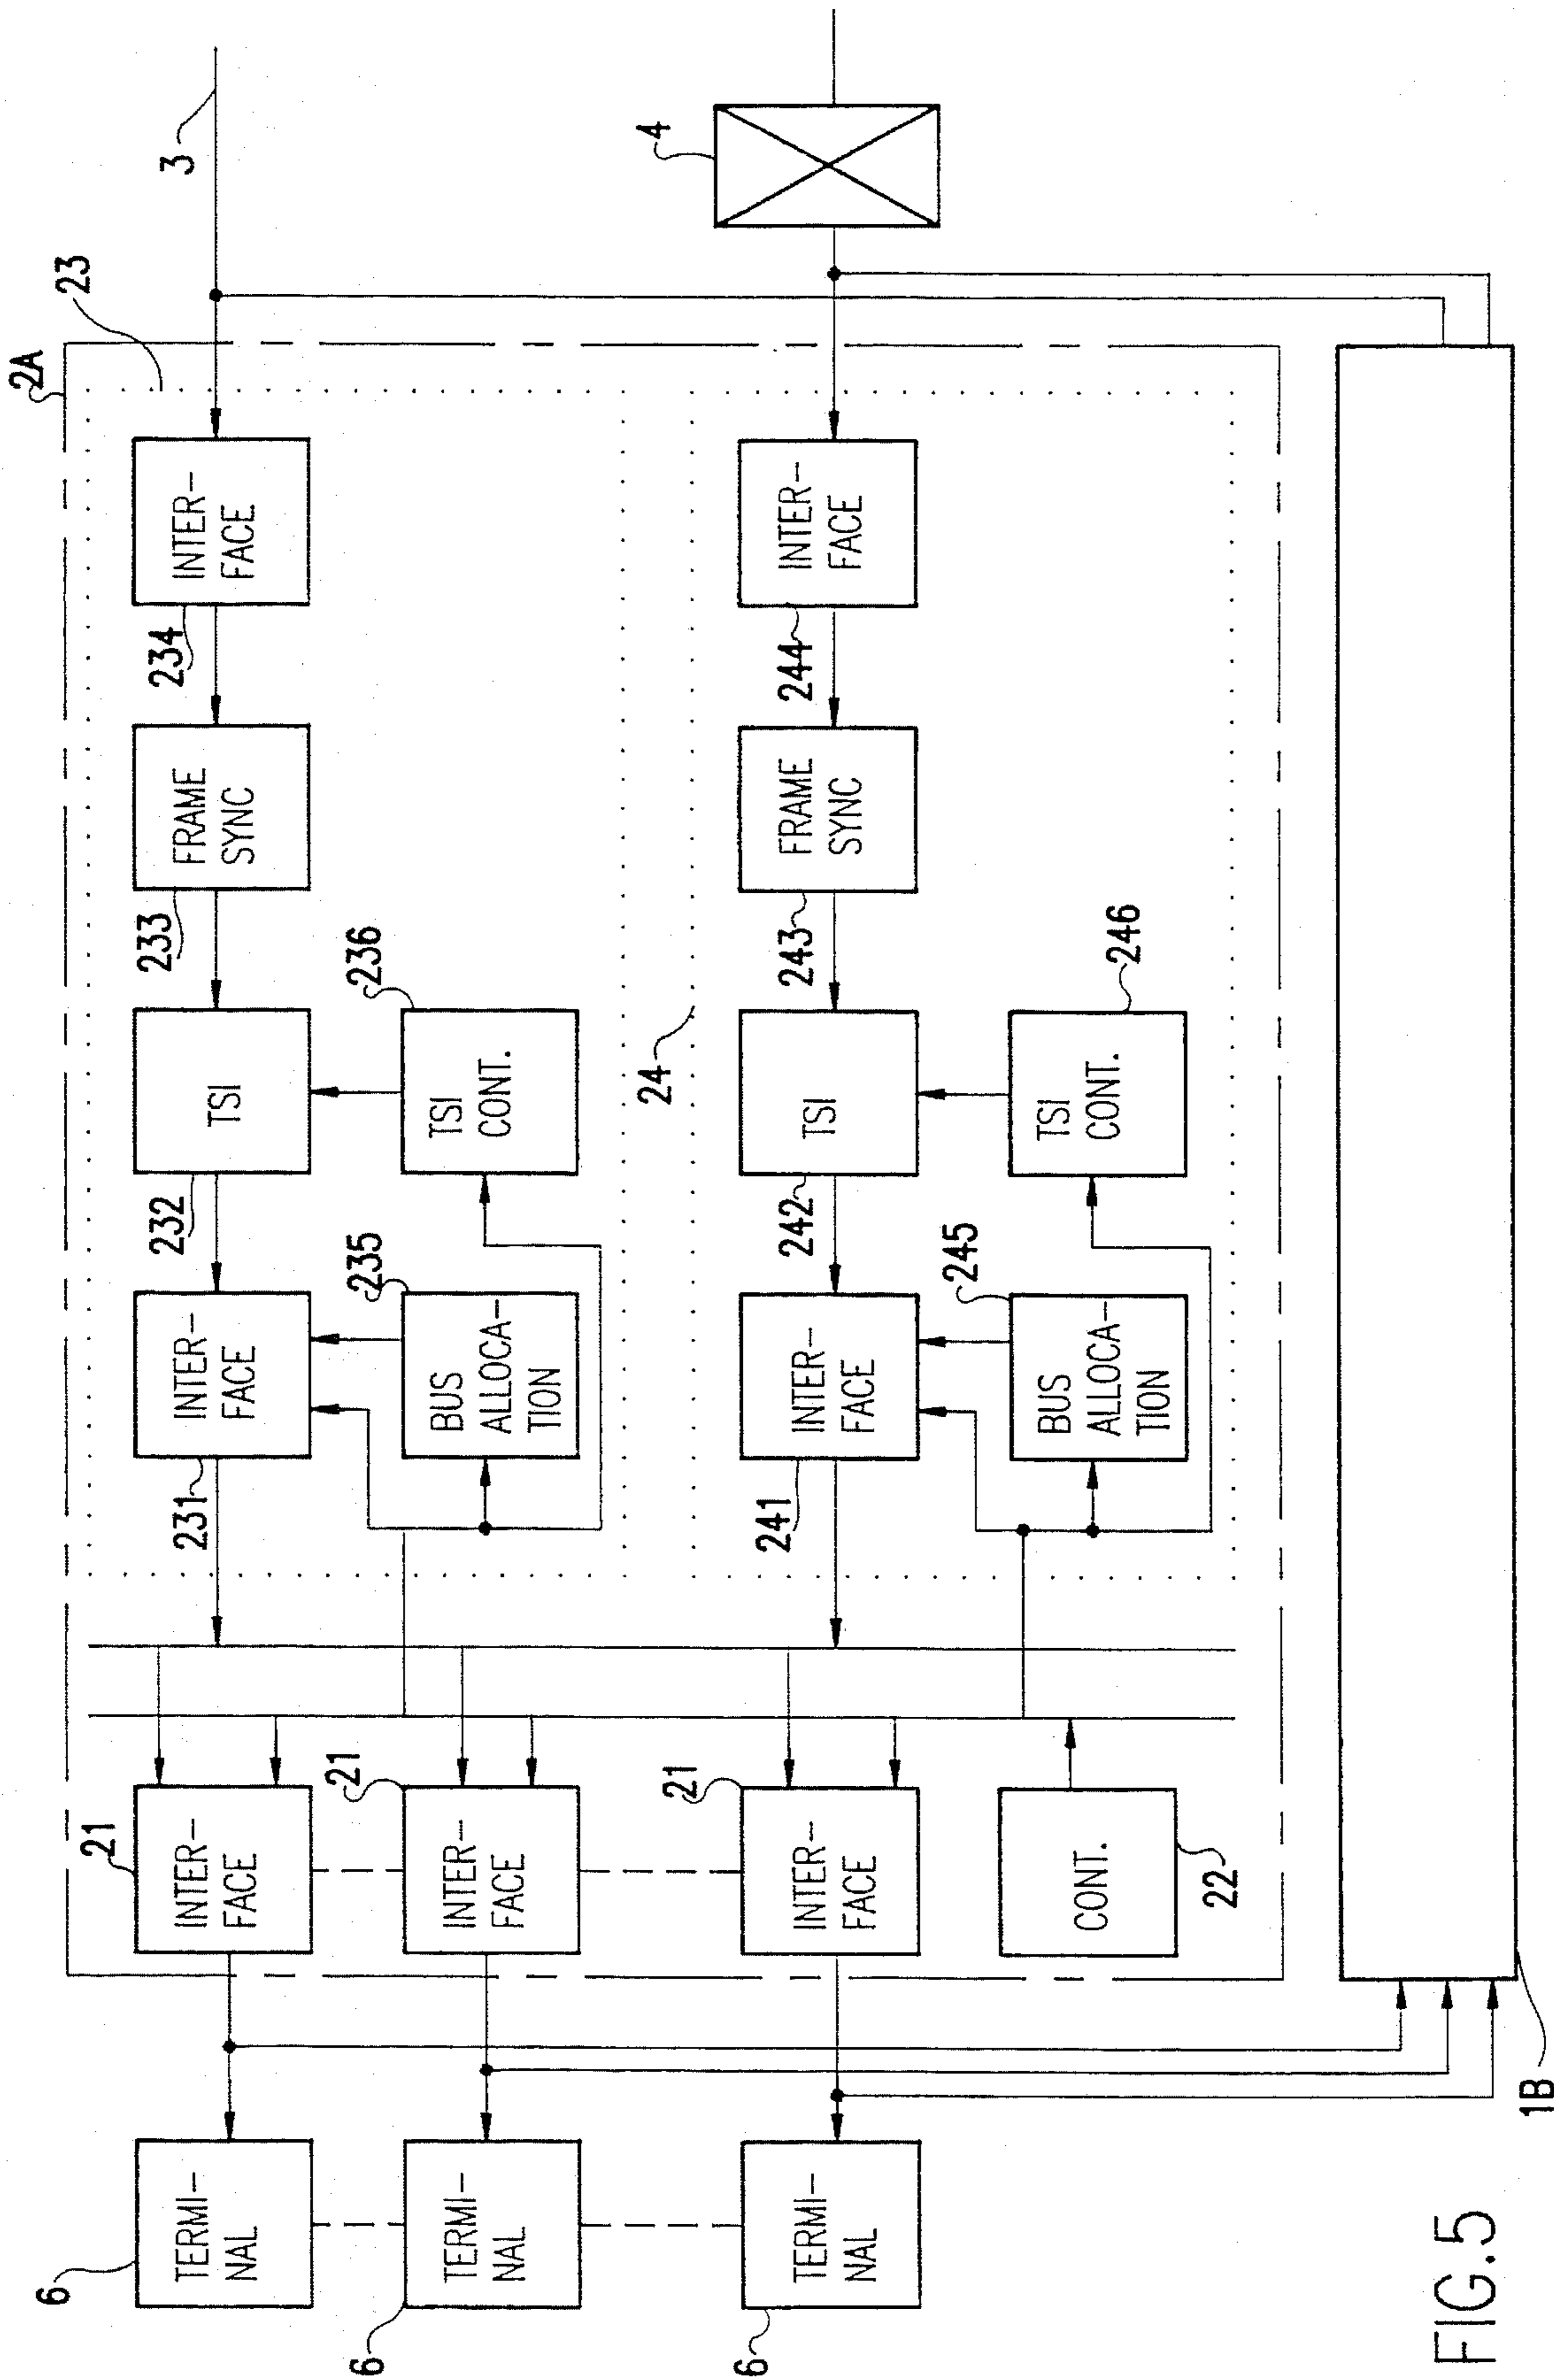 2A
23
3
INTER-
FACE
234
FRAME
SYNC
233
TSI
232
TSI
CONT.
236
INTER-
FACE
231
BUS
ALLOCA-
TION
235
21
INTER-
FACE
21
INTER-
FACE
21
INTER-
FACE
CONT.
22
6
TERMI-
NAL
6
TERMI-
NAL
6
TERMI-
NAL
4
24
INTER-
FACE
244
FRAME
SYNC
243
TSI
242
TSI
CONT.
246
INTER-
FACE
241
BUS
ALLOCA-
TION
245
1B
FIG.5